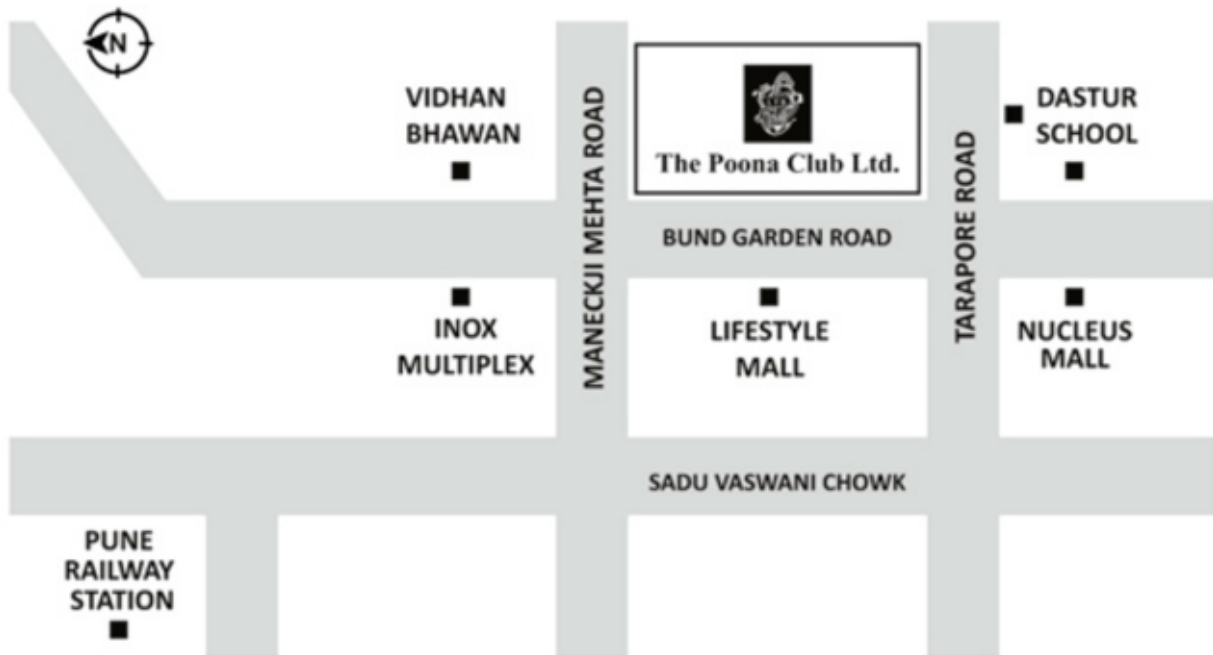 N
VIDHAN
BHAWAN
MANECKJI MEHTA ROAD
The Poona Club Ltd.
TARAPORE ROAD
DASTUR
SCHOOL
BUND GARDEN ROAD
INOX
MULTIPLEX
LIFESTYLE
MALL
NUCLEUS
MALL
SADU VASWANI CHOWK
PUNE
RAILWAY
STATION